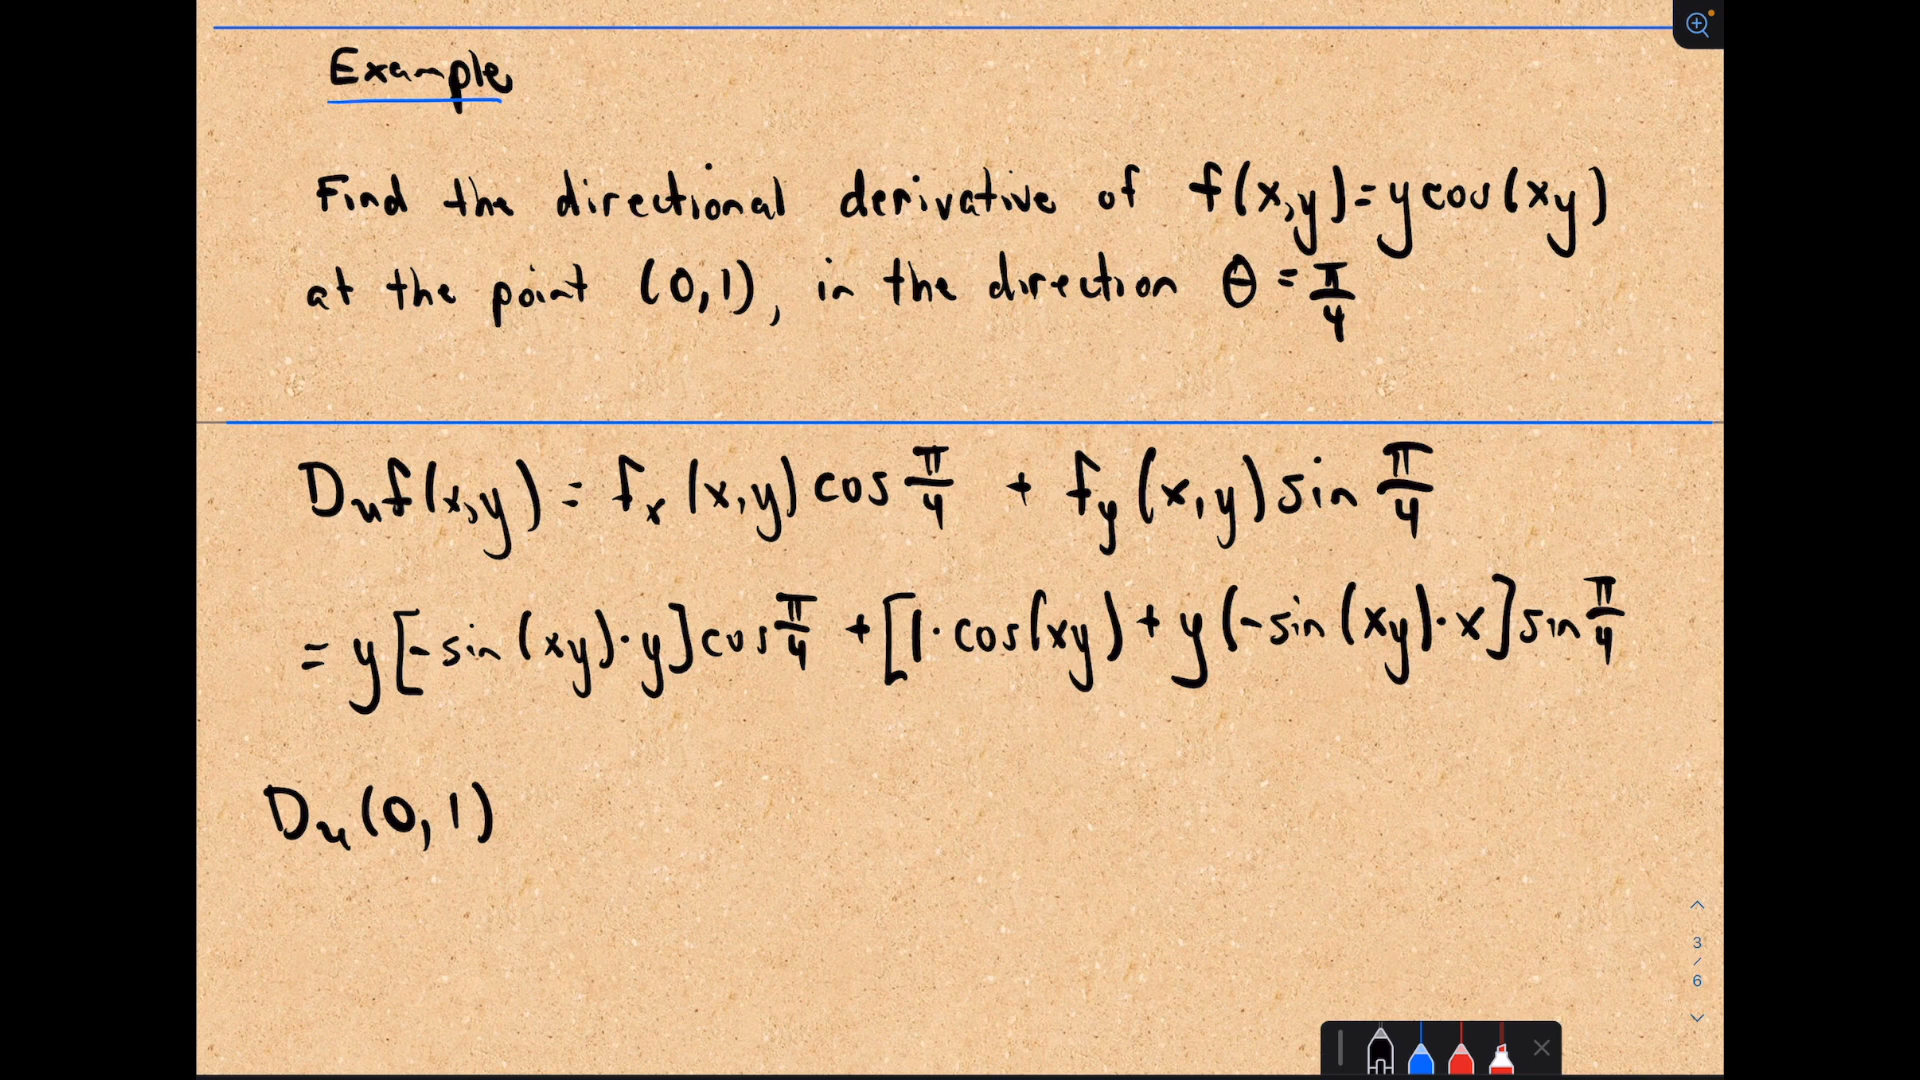 Example
Find the directional derivative of f(x,y)=ycos(xy)
at the point (0,1), in the direction θ = π/4
Duf(x,y) = fx(x,y) cos π/4 + fy(x,y) sin π/4
= y[-sin(xy)·y]cos π/4 + [1·cos(xy) + y(-sin(xy)·x]sin π/4
Du(0,1)
3
/
6